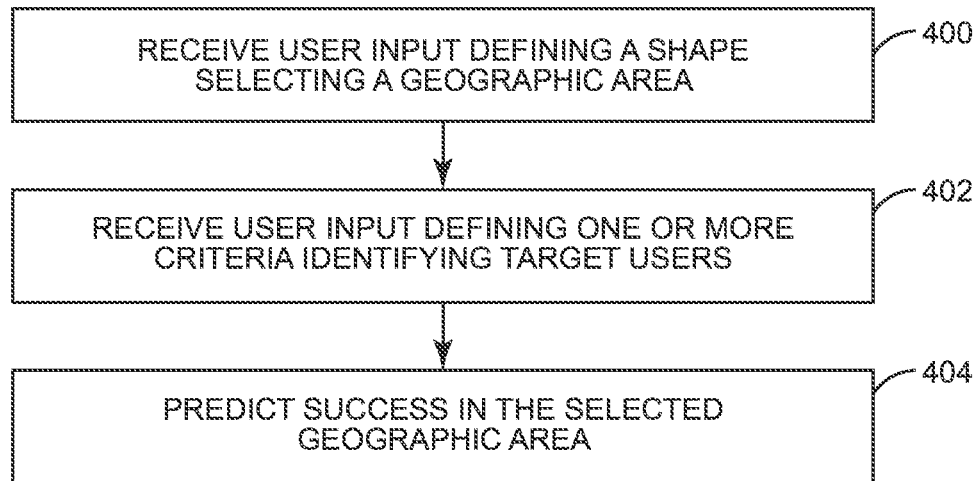 RECEIVE USER INPUT DEFINING A SHAPE
SELECTING A GEOGRAPHIC AREA
400
RECEIVE USER INPUT DEFINING ONE OR MORE
CRITERIA IDENTIFYING TARGET USERS
402
PREDICT SUCCESS IN THE SELECTED
GEOGRAPHIC AREA
404